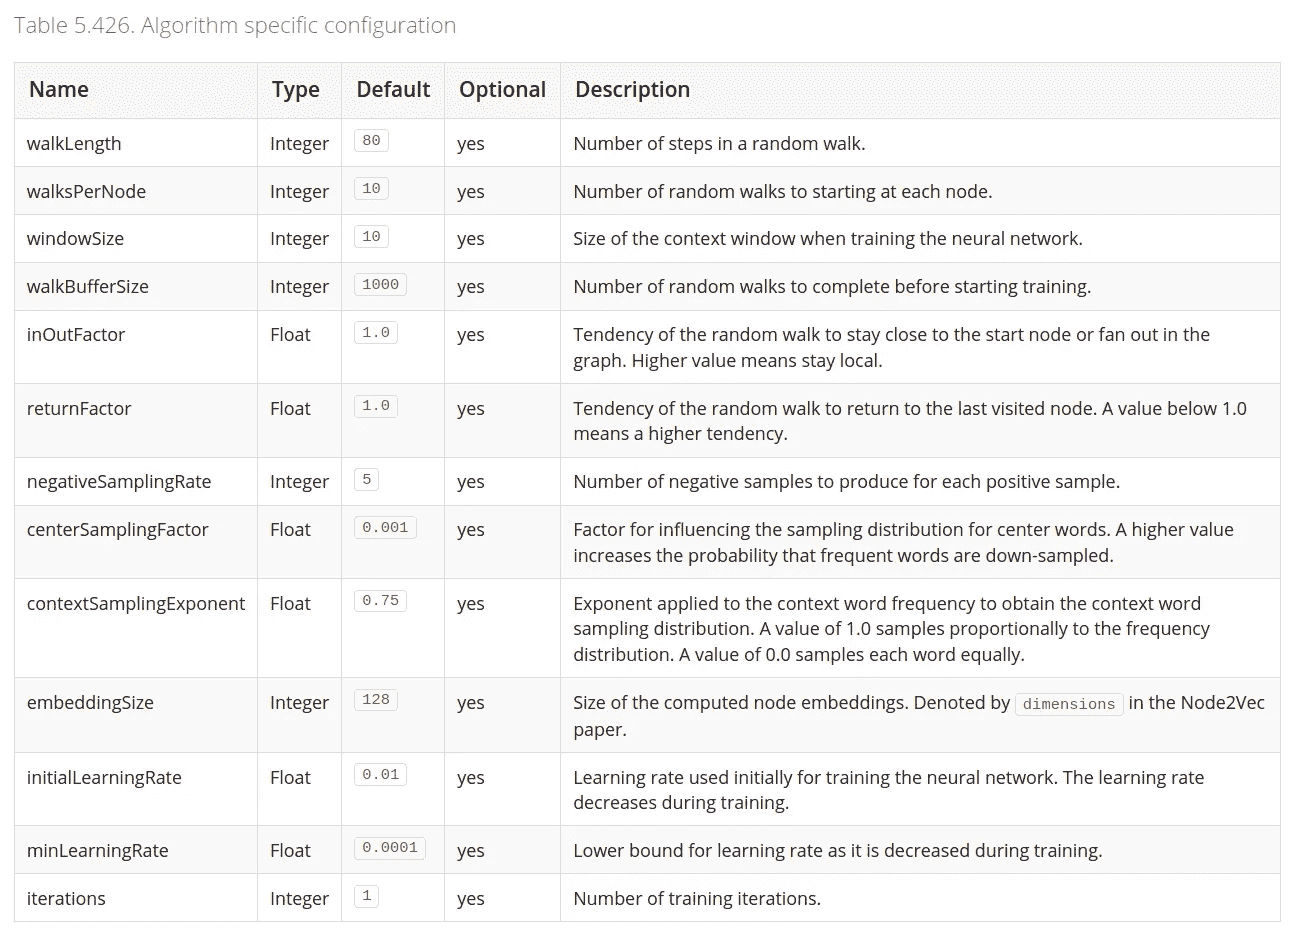 Table 5.426. Algorithm specific configuration
Name Type Default Optional Description
walkLength Integer 80 yes Number of steps in a random walk.
walksPerNode Integer 10 yes Number of random walks to starting at each node.
windowSize Integer 10 yes Size of the context window when training the neural network.
walkBufferSize Integer 1000 yes Number of random walks to complete before starting training.
inOutFactor Float 1.0 yes Tendency of the random walk to stay close to the start node or fan out in the
graph. Higher value means stay local.
returnFactor Float 1.0 yes Tendency of the random walk to return to the last visited node. A value below 1.0
means a higher tendency.
negativeSamplingRate Integer 5 yes Number of negative samples to produce for each positive sample.
centerSamplingFactor Float 0.001 yes Factor for influencing the sampling distribution for center words. A higher value
increases the probability that frequent words are down-sampled.
contextSamplingExponent Float 0.75 yes Exponent applied to the context word frequency to obtain the context word
sampling distribution. A value of 1.0 samples proportionally to the frequency
distribution. A value of 0.0 samples each word equally.
embeddingSize Integer 128 yes Size of the computed node embeddings. Denoted by dimensions in the Node2Vec
paper.
initialLearningRate Float 0.01 yes Learning rate used initially for training the neural network. The learning rate
decreases during training.
minLearningRate Float 0.0001 yes Lower bound for learning rate as it is decreased during training.
iterations Integer 1 yes Number of training iterations.